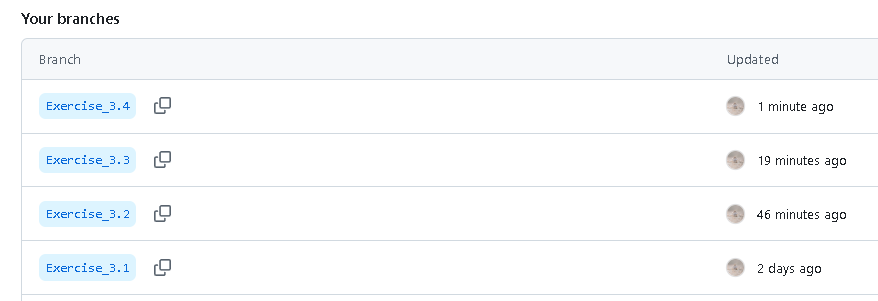 Your branches
Branch Updated
Exercise_3.4 1 minute ago
Exercise_3.3 19 minutes ago
Exercise_3.2 46 minutes ago
Exercise_3.1 2 days ago